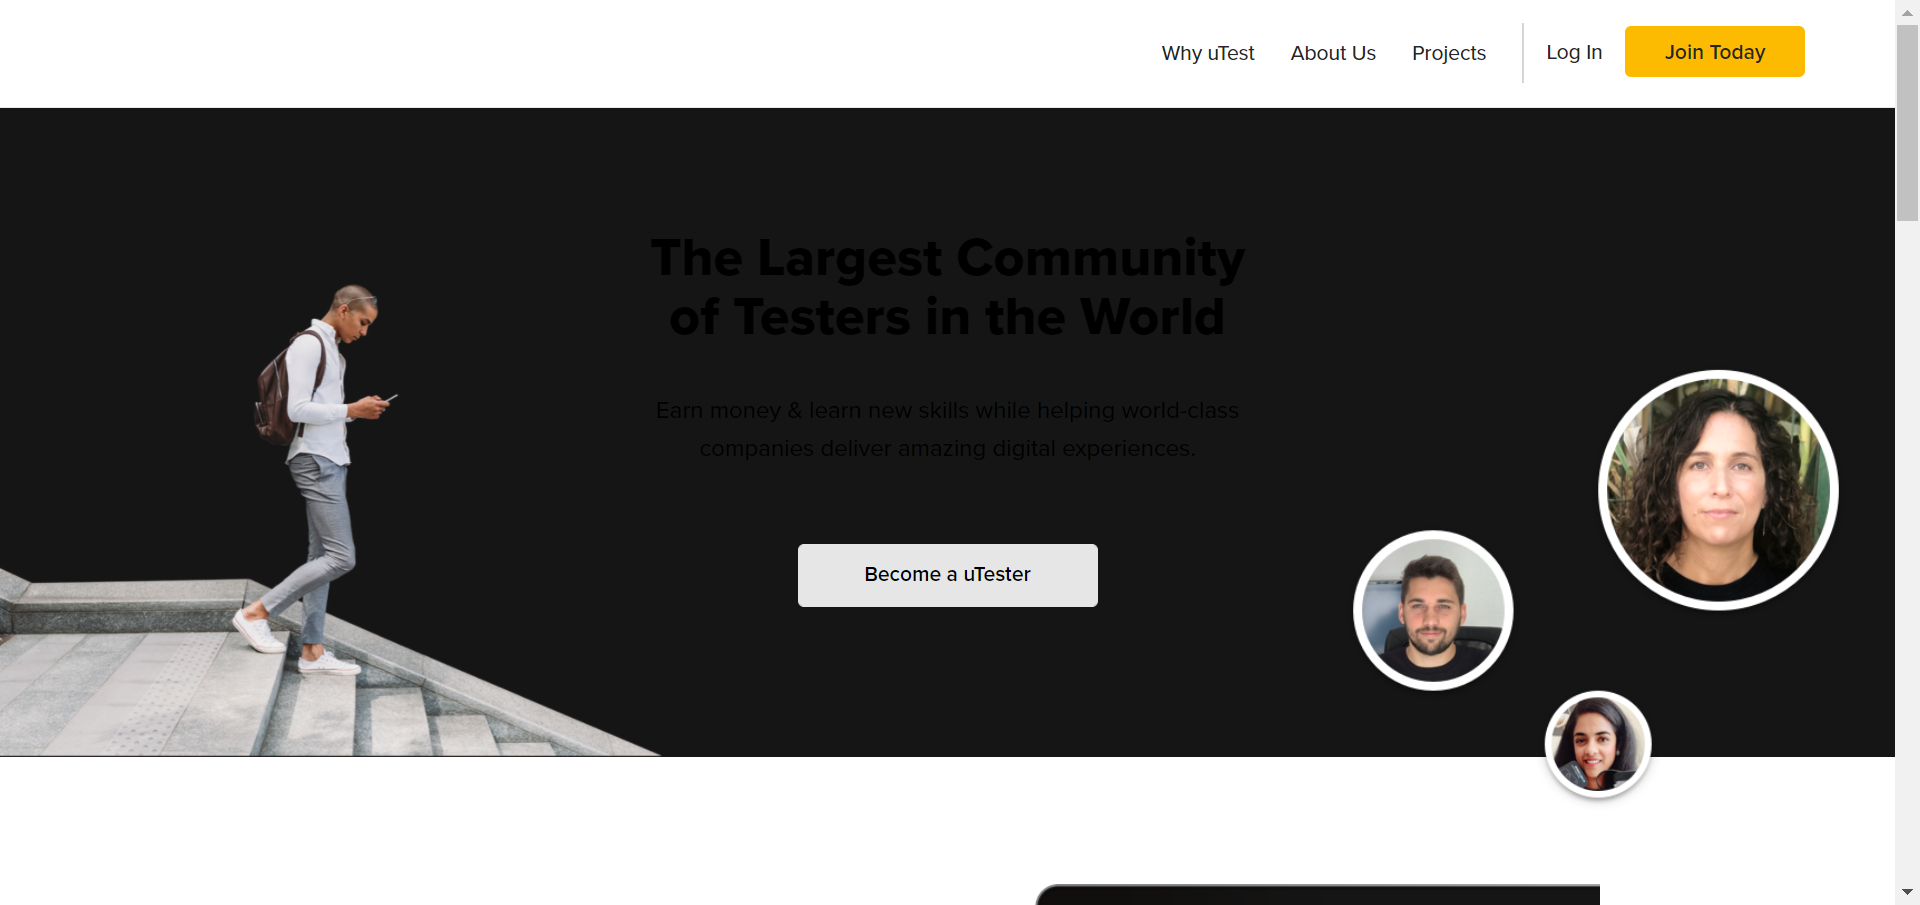 Why uTest
About Us
Projects
Log In
Join Today
The Largest Community
of Testers in the World
Earn money & learn new skills while helping world-class
companies deliver amazing digital experiences.
Become a uTester